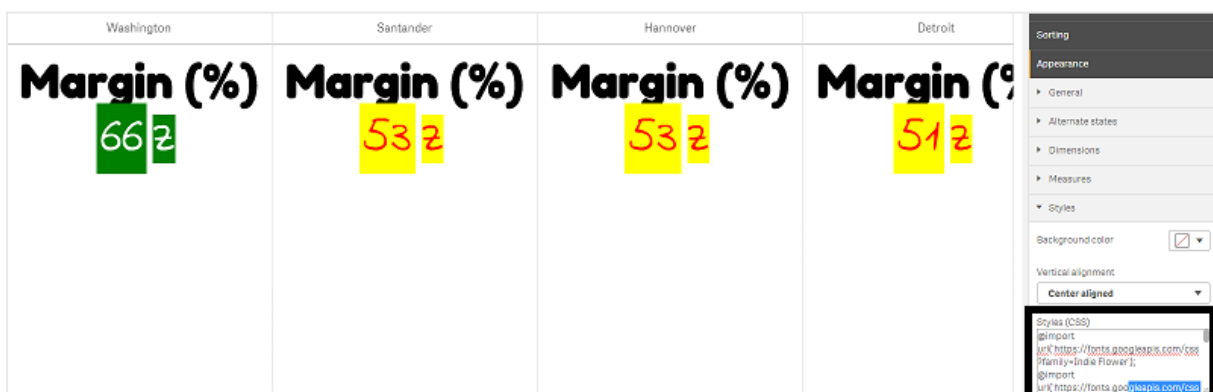 Washington
Santander
Hannover
Detroit
Margin (%)
66 z
Margin (%)
53 z
Margin (%)
53 z
Margin (%
51 z
Sorting
Appearance
General
Alternate states
Dimensions
Measures
Styles
Background color
Vertical alignment
Center aligned
Styles (CSS)
@import
url('https://fonts.googleapis.com/css
?family=Indie Flower');
@import
url('https://fonts.googleapis.com/css